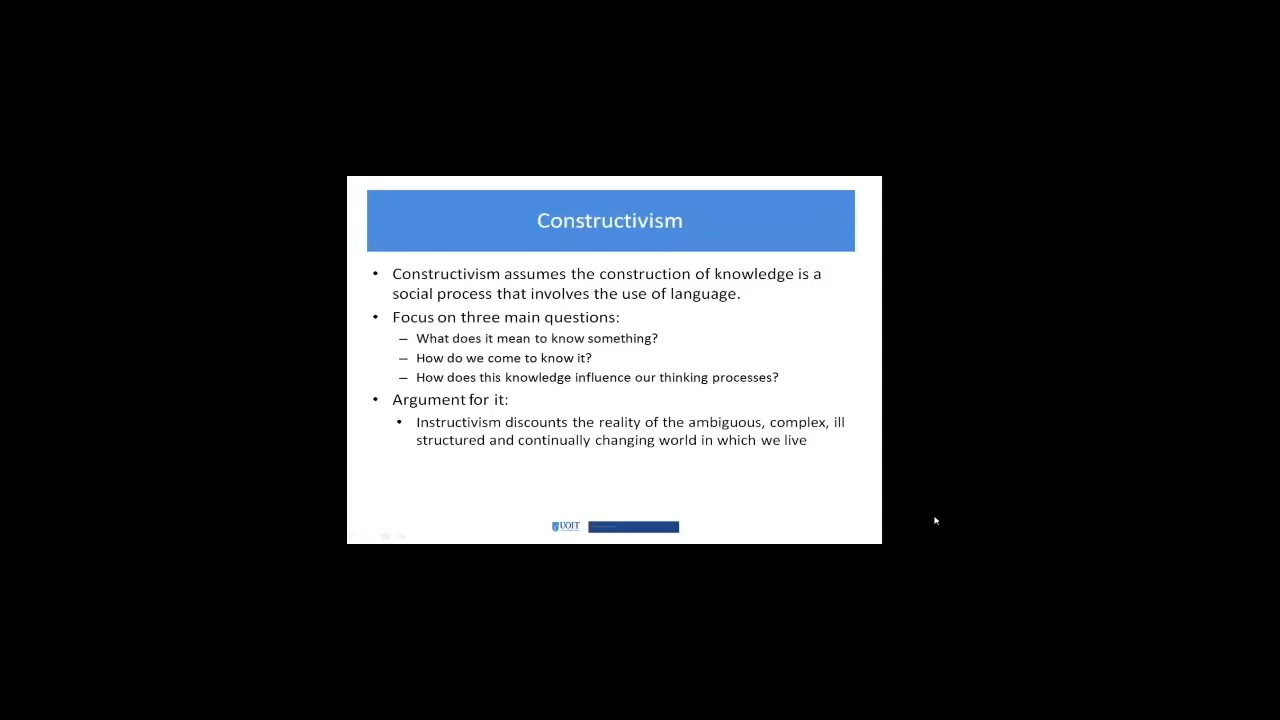 Constructivism
• Constructivism assumes the construction of knowledge is a
social process that involves the use of language.
• Focus on three main questions:
– What does it mean to know something?
– How do we come to know it?
– How does this knowledge influence our thinking processes?
• Argument for it:
• Instructivism discounts the reality of the ambiguous, complex, ill
structured and continually changing world in which we live
UOIT